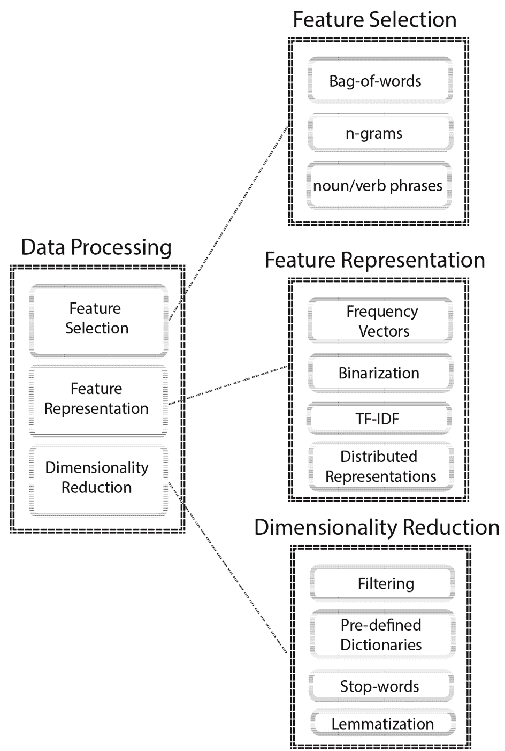 Feature Selection
Bag-of-words
n-grams
noun/verb phrases
Data Processing
Feature
Selection
Feature
Representation
Dimensionality
Reduction
Feature Representation
Frequency
Vectors
Binarization
TF-IDF
Distributed
Representations
Dimensionality Reduction
Filtering
Pre-defined
Dictionaries
Stop-words
Lemmatization